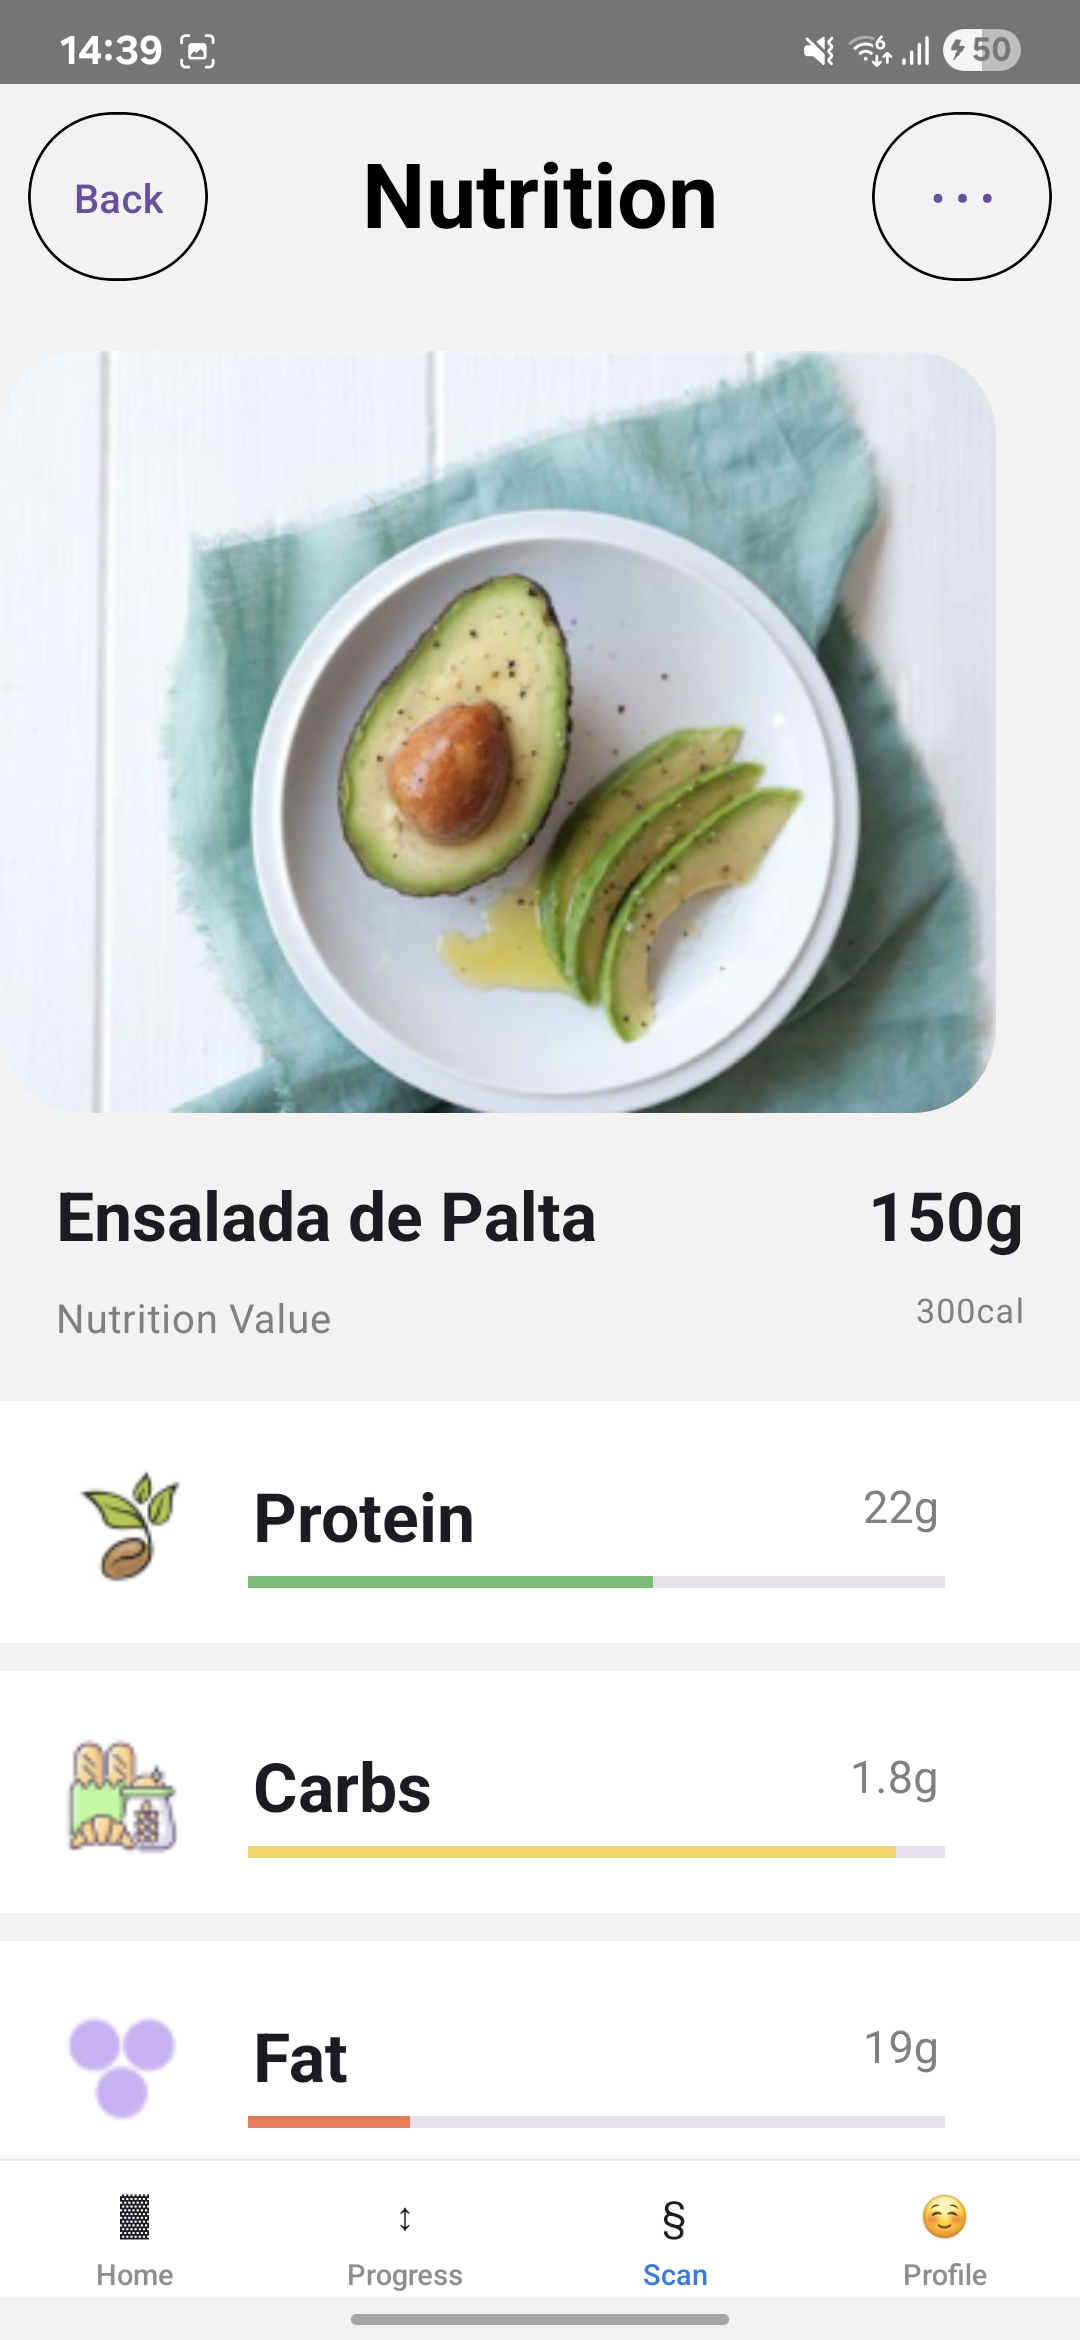 14:39
50
Back
Nutrition
...
Ensalada de Palta
150g
Nutrition Value
300cal
Protein
22g
Carbs
1.8g
Fat
19g
▓
↕
§
☺️
Home
Progress
Scan
Profile